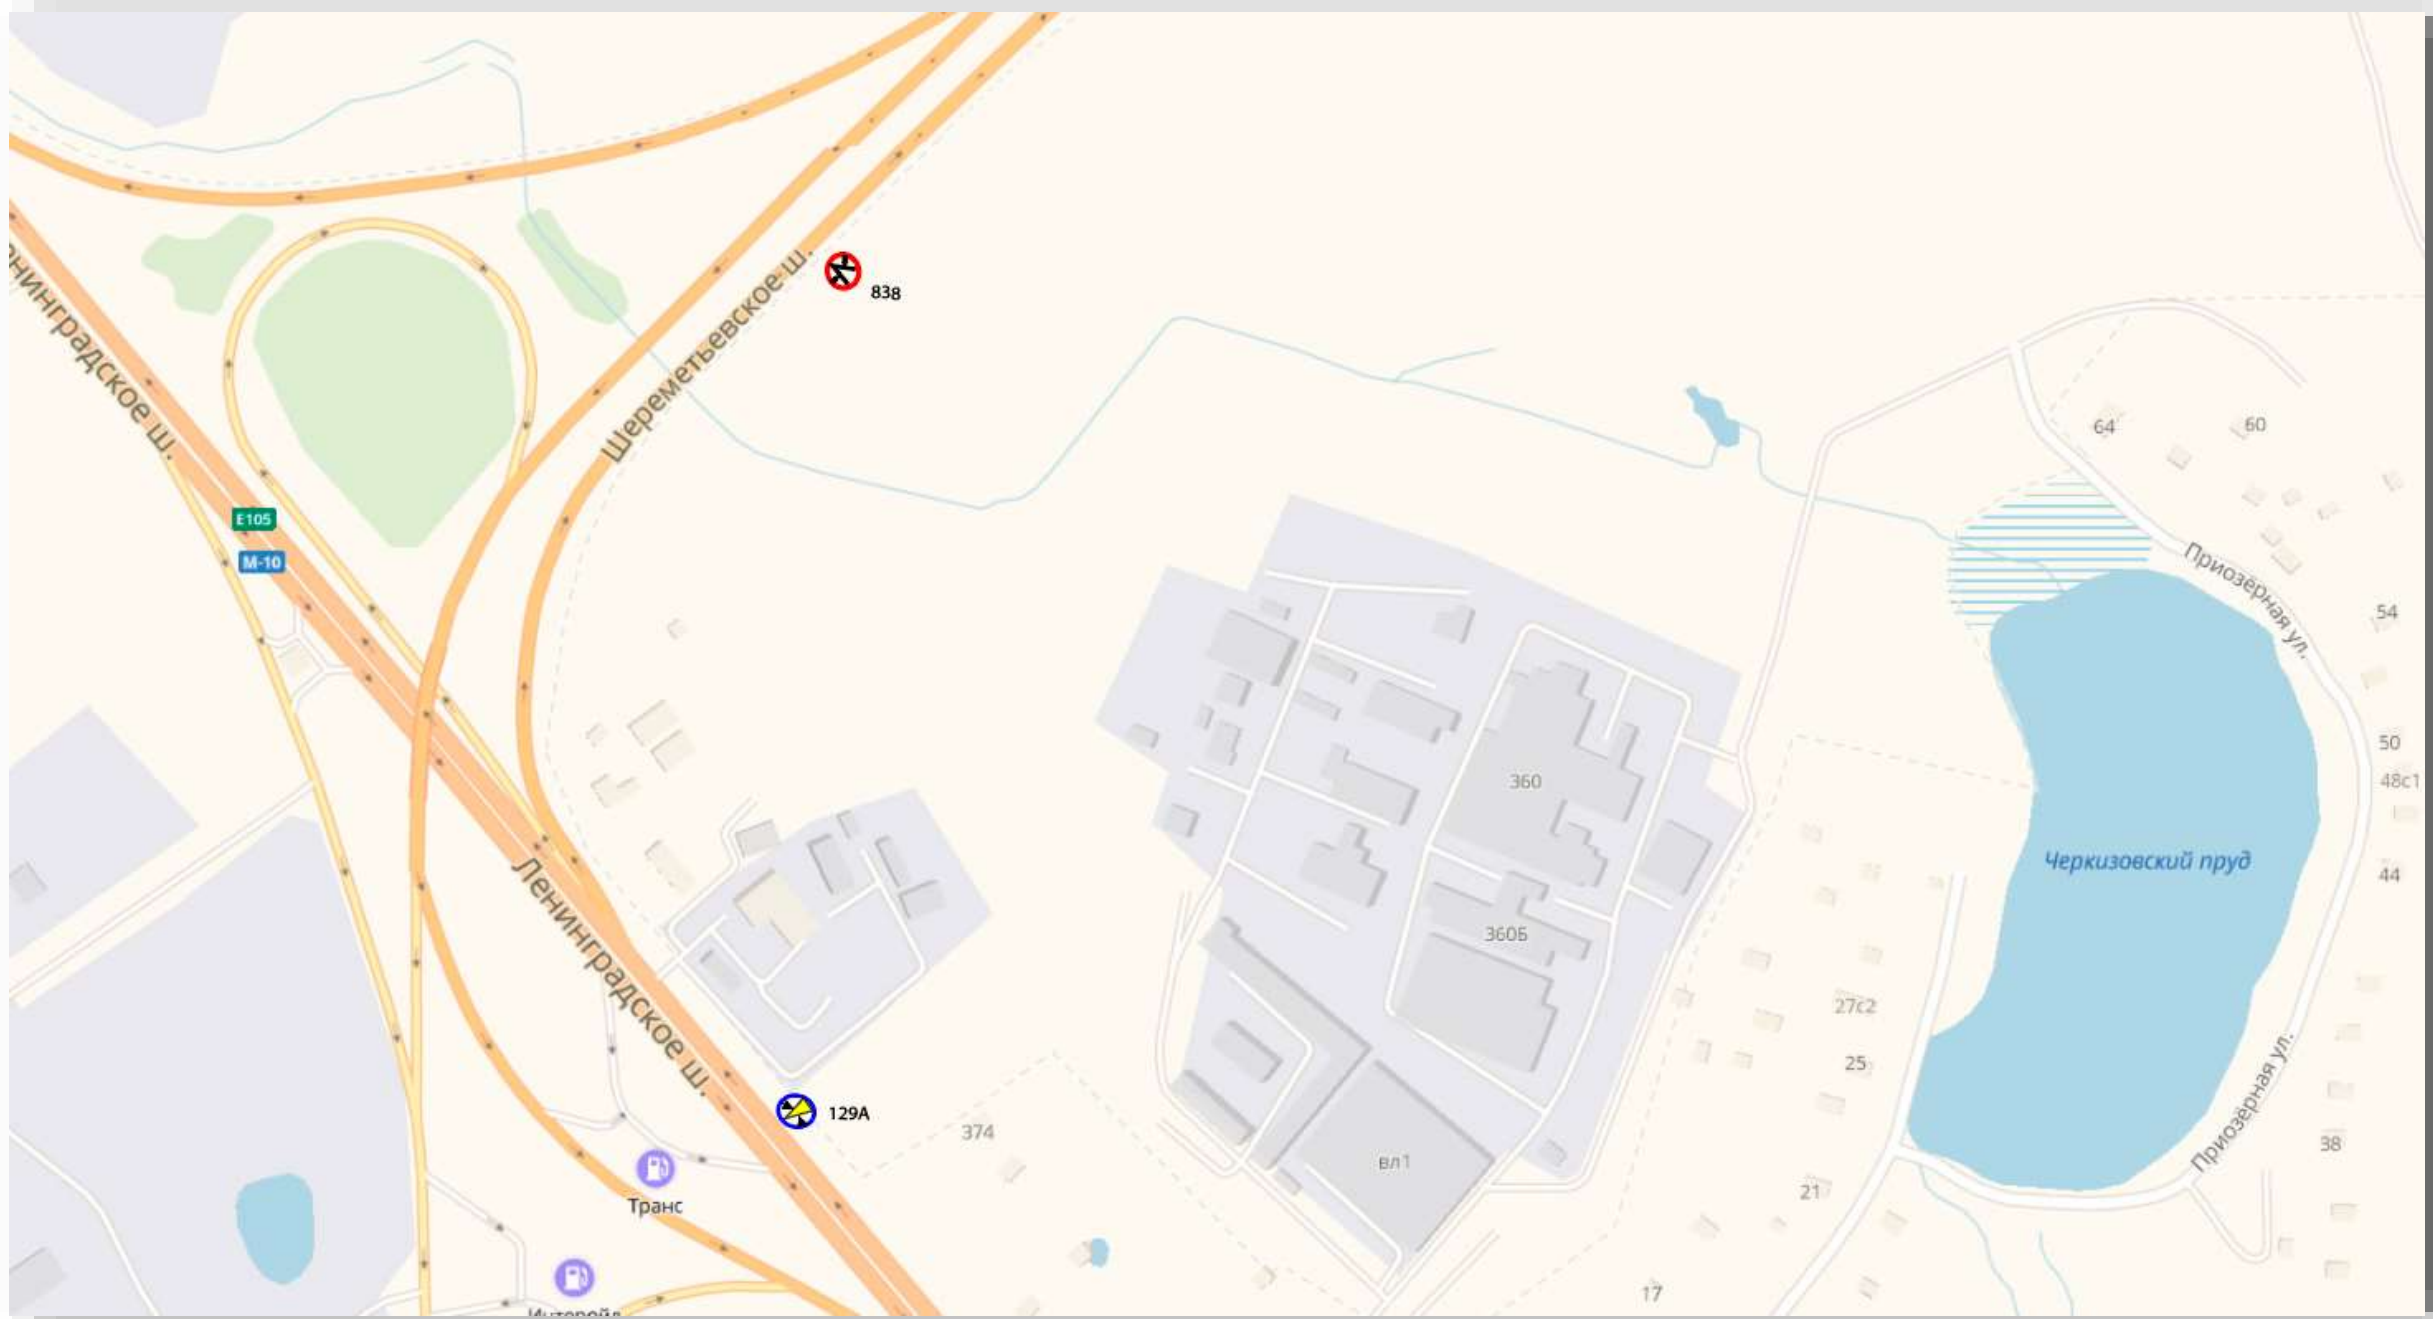 Шереметьевское ш.
838
Ленинградское ш.
64
60
E105
М-10
Приозёрная ул.
54
50
48с1
360
Черкизовский пруд
44
360Б
27с2
25
129А
374
вл1
38
Приозёрная ул.
21
Транс
Ленинградское ш.
17